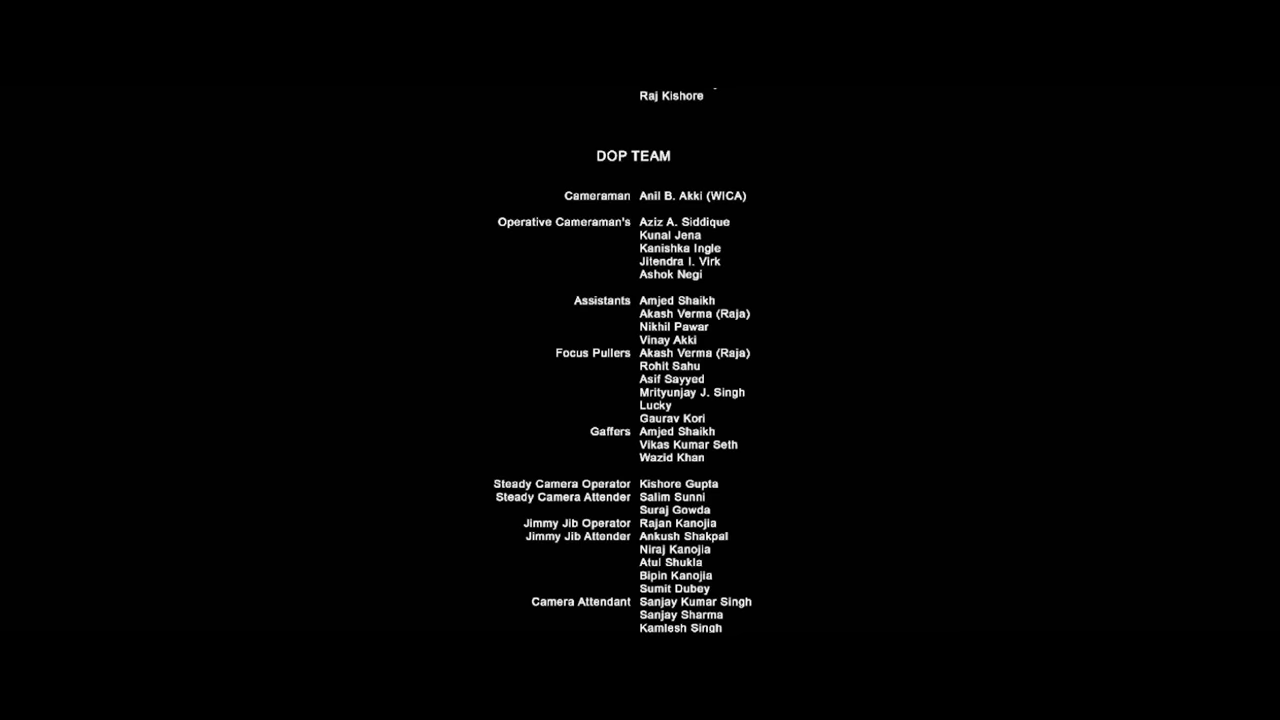 Raj Kishore
DOP TEAM
Cameraman Anil B. Akki (WICA)
Operative Cameraman's Aziz A. Siddique
Kunal Jena
Kanishka Ingle
Jitendra I. Virk
Ashok Negi
Assistants Amjed Shaikh
Akash Verma (Raja)
Nikhil Pawar
Vinay Akki
Focus Pullers Akash Verma (Raja)
Rohit Sahu
Asif Sayyed
Mrityunjay J. Singh
Lucky
Gaurav Kori
Gaffers Amjed Shaikh
Vikas Kumar Seth
Wazid Khan
Steady Camera Operator Kishore Gupta
Steady Camera Attender Salim Sunni
Suraj Gowda
Jimmy Jib Operator Rajan Kanojia
Jimmy Jib Attender Ankush Shakpal
Niraj Kanojia
Atul Shukla
Bipin Kanojia
Sumit Dubey
Camera Attendant Sanjay Kumar Singh
Sanjay Sharma
Kamlesh Singh